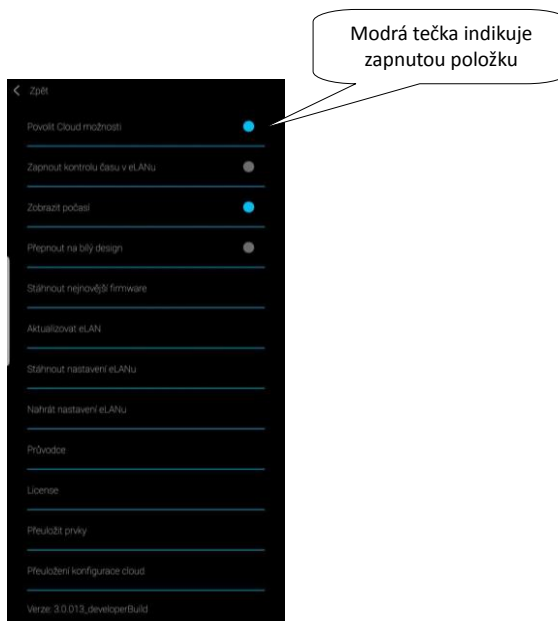 Modrá tečka indikuje
zapnutou položku
Zpět
Povolit Cloud možnosti
Zapnout kontrolu času v eLANu
Zobrazit počasí
Přepnout na bílý design
Stáhnout nejnovější firmware
Aktualizovat eLAN
Stáhnout nastavení eLANu
Nahrát nastavení eLANu
Průvodce
License
Přeuložit prvky
Přeuložení konfigurace cloud
Verze: 3.0.013_developerBuild